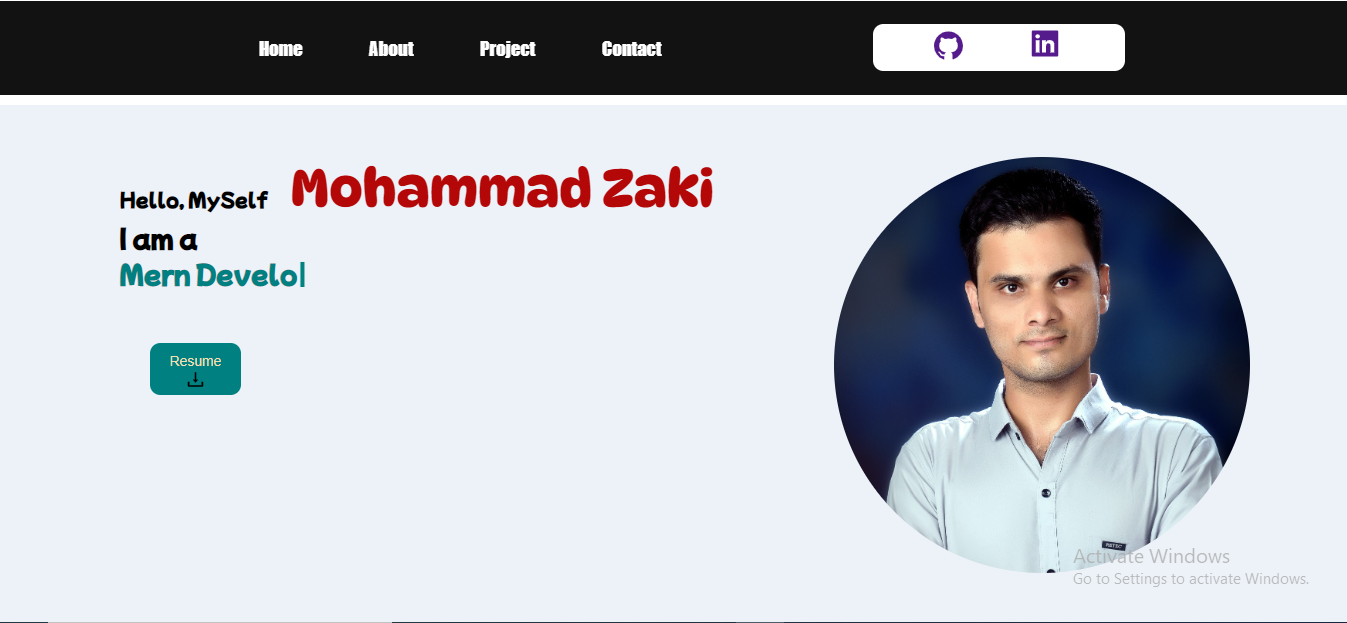 Home About Project Contact
Hello, MySelf Mohammad Zaki
I am a
Mern Develo|
Resume
Activate Windows
Go to Settings to activate Windows.